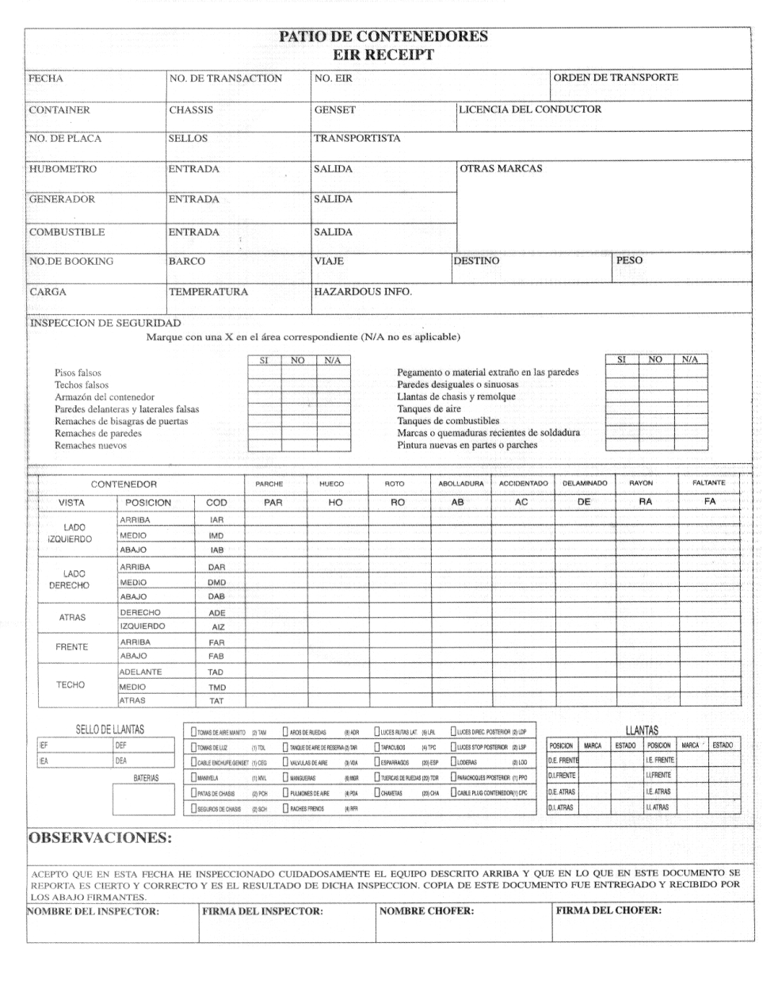 PATIO DE CONTENEDORES
EIR RECEIPT
FECHA NO. DE TRANSACTION NO. EIR ORDEN DE TRANSPORTE
CONTAINER CHASSIS GENSET LICENCIA DEL CONDUCTOR
NO. DE PLACA SELLOS TRANSPORTISTA
HUBOMETRO ENTRADA SALIDA OTRAS MARCAS
GENERADOR ENTRADA SALIDA
COMBUSTIBLE ENTRADA SALIDA
NO.DE BOOKING BARCO VIAJE DESTINO PESO
CARGA TEMPERATURA HAZARDOUS INFO.
INSPECCION DE SEGURIDAD
Marque con una X en el área correspondiente (N/A no es aplicable)
SI NO N/A SI NO N/A
Pisos falsos Pegamento o material extraño en las paredes
Techos falsos Paredes desiguales o sinuosas
Armazón del contenedor Llantas de chasis y remolque
Paredes delanteras y laterales falsas Tanques de aire
Remaches de bisagras de puertas Tanques de combustibles
Remaches de paredes Marcas o quemaduras recientes de soldadura
Remaches nuevos Pintura nuevas en partes o parches
CONTENEDOR PARCHE HUECO ROTO ABOLLADURA ACCIDENTADO DELAMINADO RAYON FALTANTE
VISTA POSICION COD PAR HO RO AB AC DE RA FA
LADO IZQUIERDO
ARRIBA IAR
MEDIO IMD
ABAJO IAB
LADO DERECHO
ARRIBA DAR
MEDIO DMD
ABAJO DAB
ATRAS
DERECHO ADE
IZQUIERDO AIZ
FRENTE
ARRIBA FAR
ABAJO FAB
TECHO
ADELANTE TAD
MEDIO TMD
ATRAS TAT
SELLO DE LLANTAS
IEF DEF
IEA DEA
BATERIAS
TOMAS DE AIRE MANITO (2) TAM AROS DE RUEDAS (8) ADR LUCES RUTAS LAT. (6) LRL LUCES DIREC. POSTERIOR (2) LDP
TOMAS DE LUZ (1) TDL TANQUE DE AIRE DE RESERVA (2) TAR TAPACUBOS (4) TPC LUCES STOP POSTERIOR (2) LSP
CABLE ENCHUFE.GENSET (1) CEG VALVULAS DE AIRE (3) VDA ESPARRAGOS (20) ESP LODERAS (2) LGO
MANIVELA (1) MVL MANGUERAS (6) MGR TUERCAS DE RUEDAS (20) TDR PARACHOQUES PPOSTERIOR (1) PPO
PATAS DE CHASIS (2) PCH PULMONES DE AIRE (4) PDA CHAVETAS (20) CHA CABLE PLUG CONTENEDOR(1) CPC
SEGUROS DE CHASIS (2) SCH RACHES FRENOS (4) RFR
LLANTAS
POSICION MARCA ESTADO POSICION MARCA ESTADO
D.E. FRENTE I.E. FRENTE
D.I.FRENTE I.I.FRENTE
D.E. ATRAS I.E. ATRAS
D.I. ATRAS I.I. ATRAS
OBSERVACIONES:
ACEPTO QUE EN ESTA FECHA HE INSPECCIONADO CUIDADOSAMENTE EL EQUIPO DESCRITO ARRIBA Y QUE EN LO QUE EN ESTE DOCUMENTO SE
REPORTA ES CIERTO Y CORRECTO Y ES EL RESULTADO DE DICHA INSPECCION. COPIA DE ESTE DOCUMENTO FUE ENTREGADO Y RECIBIDO POR
LOS ABAJO FIRMANTES.
NOMBRE DEL INSPECTOR: FIRMA DEL INSPECTOR: NOMBRE CHOFER: FIRMA DEL CHOFER: